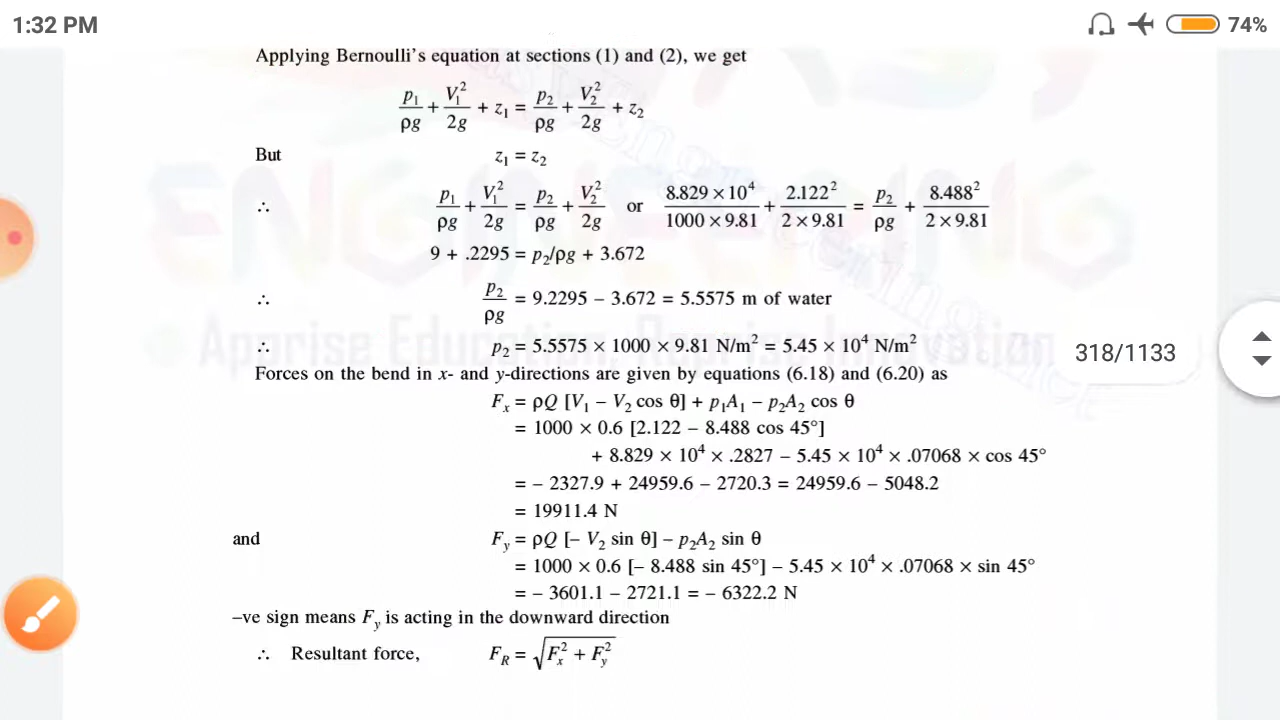 1:32 PM 74%
Applying Bernoulli's equation at sections (1) and (2), we get
p₁/ρg + V₁²/2g + z₁ = p₂/ρg + V₂²/2g + z₂
But z₁ = z₂
∴ p₁/ρg + V₁²/2g = p₂/ρg + V₂²/2g or 8.829 × 10⁴/1000 × 9.81 + 2.122²/2 × 9.81 = p₂/ρg + 8.488²/2 × 9.81
9 + .2295 = p₂/ρg + 3.672
∴ p₂/ρg = 9.2295 – 3.672 = 5.5575 m of water
ENGINEERING
Apprise Education, Reprise Innovation
∴ p₂ = 5.5575 × 1000 × 9.81 N/m² = 5.45 × 10⁴ N/m²
318/1133
Forces on the bend in x- and y-directions are given by equations (6.18) and (6.20) as
Fₓ = ρQ [V₁ – V₂ cos θ] + p₁A₁ – p₂A₂ cos θ
= 1000 × 0.6 [2.122 – 8.488 cos 45°]
+ 8.829 × 10⁴ × .2827 – 5.45 × 10⁴ × .07068 × cos 45°
= – 2327.9 + 24959.6 – 2720.3 = 24959.6 – 5048.2
= 19911.4 N
and F_y = ρQ [– V₂ sin θ] – p₂A₂ sin θ
= 1000 × 0.6 [– 8.488 sin 45°] – 5.45 × 10⁴ × .07068 × sin 45°
= – 3601.1 – 2721.1 = – 6322.2 N
–ve sign means F_y is acting in the downward direction
∴ Resultant force, F_R = √(Fₓ² + F_y²)